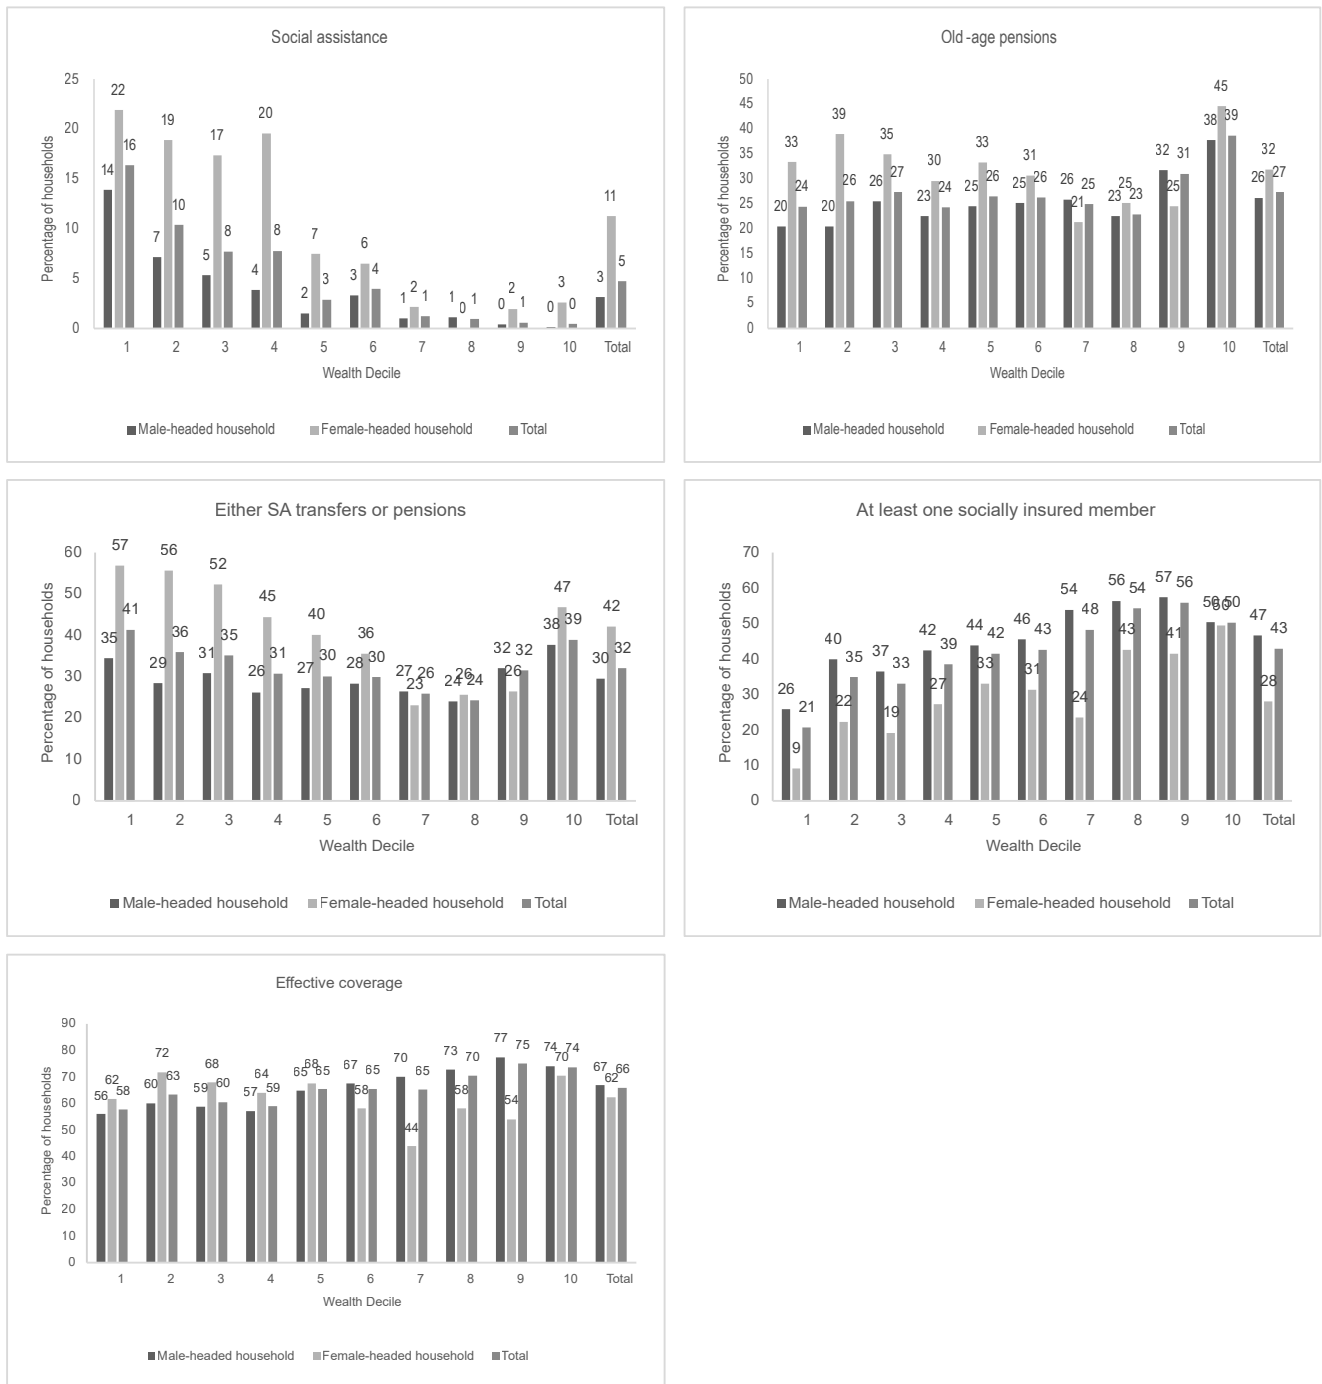 Social assistance
Percentage of households
25
20
15
10
5
0
14 22 16
7 19 10
5 17 8
4 20 8
2 7 3
3 6 4
1 2 1
1 0 1
0 2 1
0 3 0
3 11 5
1 2 3 4 5 6 7 8 9 10 Total
Wealth Decile
Male-headed household Female-headed household Total
Old -age pensions
Percentage of households
50
45
40
35
30
25
20
15
10
5
0
20 33 24
20 39 26
26 35 27
23 30 24
25 33 26
25 31 26
26 21 25
23 25 23
32 25 31
38 45 39
26 32 27
1 2 3 4 5 6 7 8 9 10 Total
Wealth Decile
Male-headed household Female-headed household Total
Either SA transfers or pensions
Percentage of households
60
50
40
30
20
10
0
35 57 41
29 56 36
31 52 35
26 45 31
27 40 30
28 36 30
27 23 26
24 26 24
32 26 32
38 47 39
30 42 32
1 2 3 4 5 6 7 8 9 10 Total
Wealth Decile
Male-headed household Female-headed household Total
At least one socially insured member
Percentage of households
70
60
50
40
30
20
10
0
26 9 21
40 22 35
37 19 33
42 27 39
44 33 42
46 31 43
54 24 48
56 43 54
57 41 56
50 50 50
47 28 43
1 2 3 4 5 6 7 8 9 10 Total
Wealth Decile
Male-headed household Female-headed household Total
Effective coverage
Percentage of households
90
80
70
60
50
40
30
20
10
0
56 62 58
60 72 63
59 68 60
57 64 59
65 68 65
67 58 65
70 44 65
73 58 70
77 54 75
74 70 74
67 62 66
1 2 3 4 5 6 7 8 9 10 Total
Wealth Decile
Male-headed household Female-headed household Total